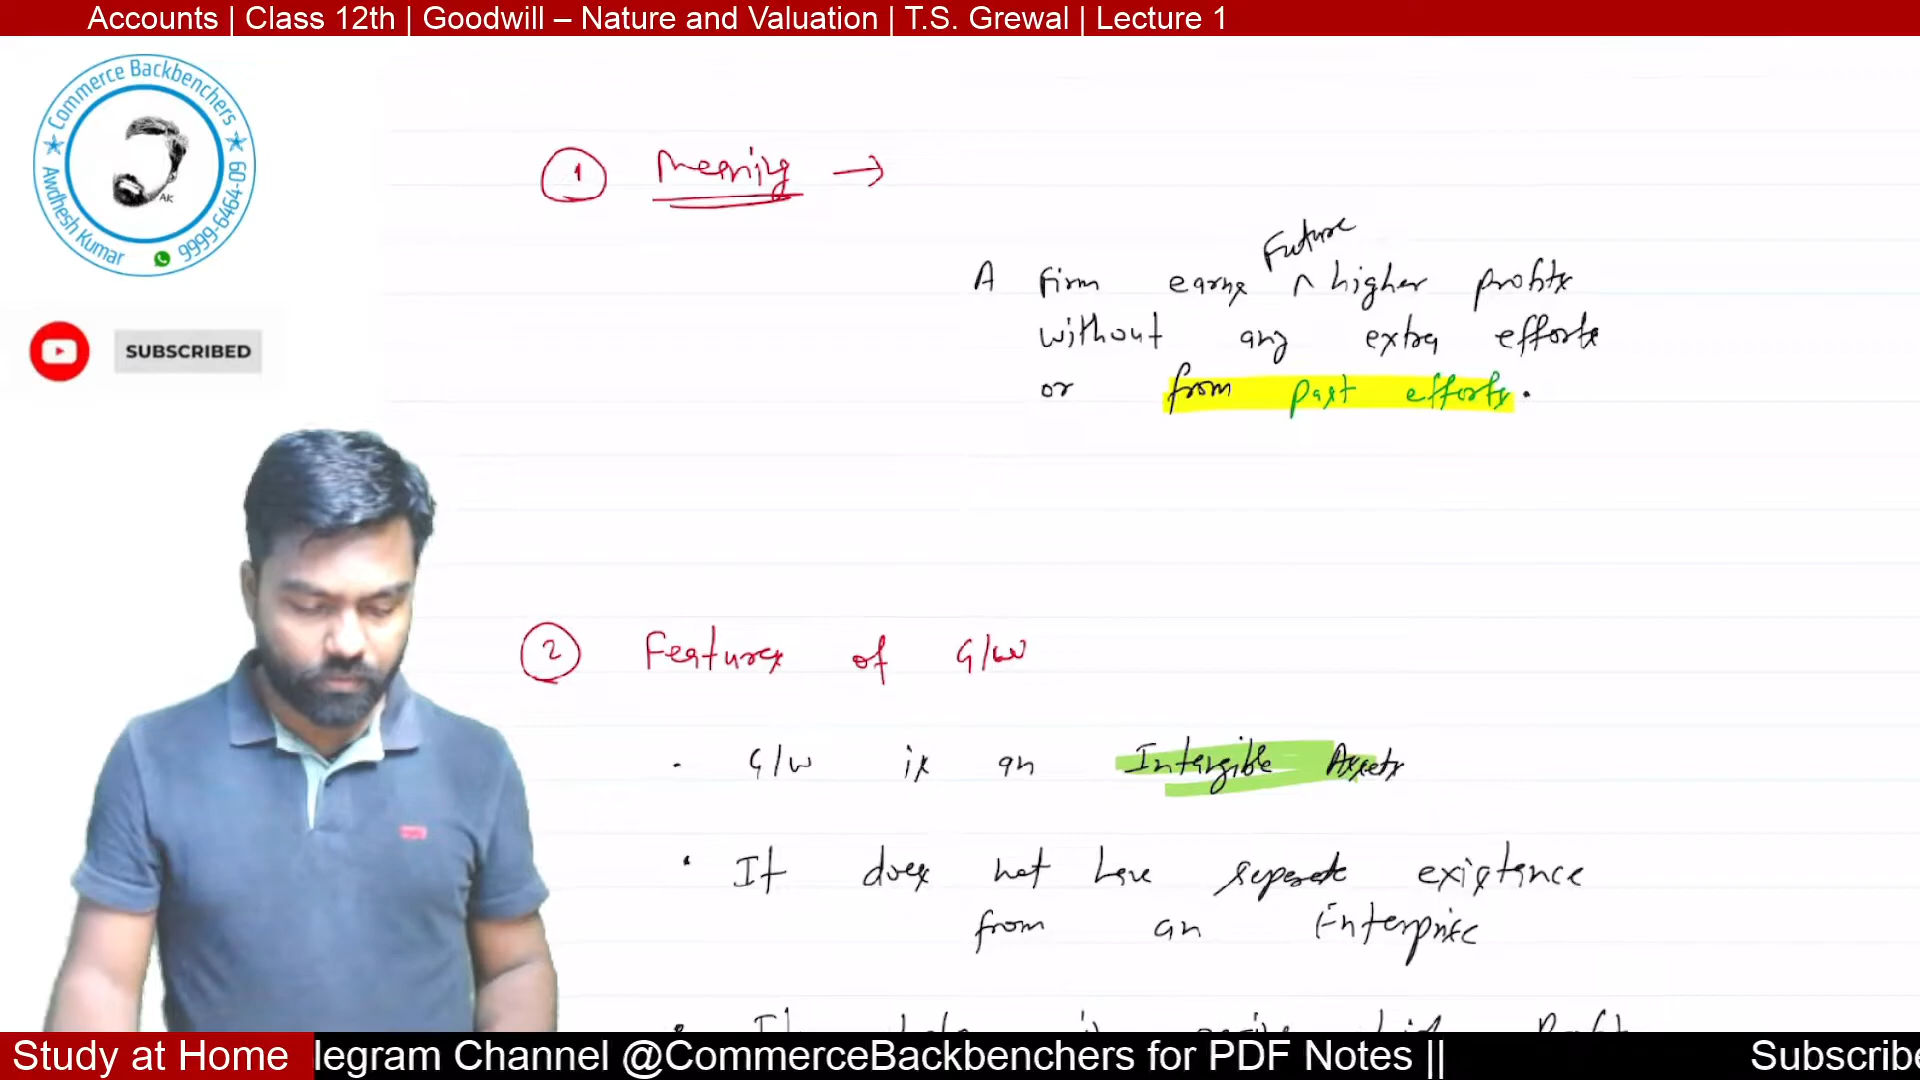 Accounts | Class 12th | Goodwill – Nature and Valuation | T.S. Grewal | Lecture 1
Commerce Backbenchers
AK
Awdhesh Kumar 9999-6464-09
SUBSCRIBED
① Meaning →
Future
A firm earns ^ higher profits
without any extra efforts
or from past efforts.
② Features of G/W
· G/W is an Intangible Assets
· It does not have separate existence
from an Enterprise
Study at Home legram Channel @CommerceBackbenchers for PDF Notes || Subscribe